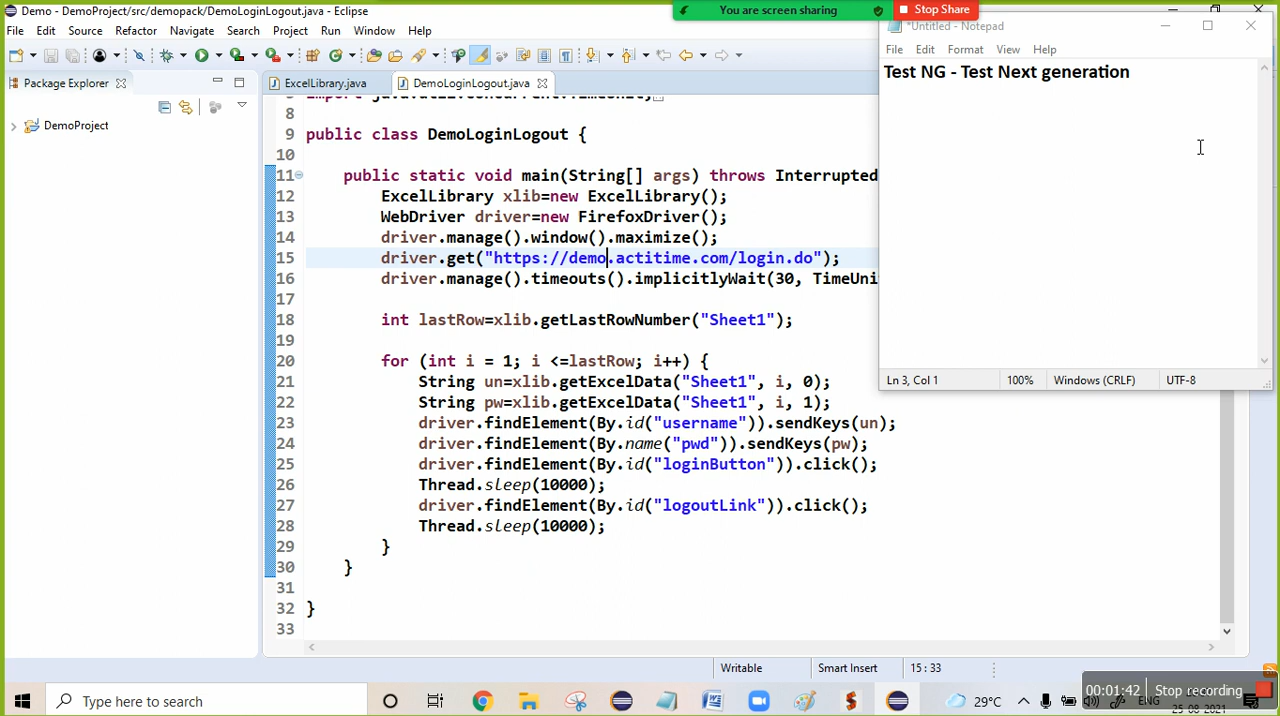 Demo - DemoProject/src/demopack/DemoLoginLogout.java - Eclipse
You are screen sharing
Stop Share
File Edit Source Refactor Navigate Search Project Run Window Help
*Untitled - Notepad
File Edit Format View Help
Test NG - Test Next generation
Ln 3, Col 1 100% Windows (CRLF) UTF-8
Package Explorer
DemoProject
ExcelLibrary.java DemoLoginLogout.java
8
9 public class DemoLoginLogout {
10
11 public static void main(String[] args) throws Interrupted
12 ExcelLibrary xlib=new ExcelLibrary();
13 WebDriver driver=new FirefoxDriver();
14 driver.manage().window().maximize();
15 driver.get("https://demo.actitime.com/login.do");
16 driver.manage().timeouts().implicitlyWait(30, TimeUni
17
18 int lastRow=xlib.getLastRowNumber("Sheet1");
19
20 for (int i = 1; i <=lastRow; i++) {
21 String un=xlib.getExcelData("Sheet1", i, 0);
22 String pw=xlib.getExcelData("Sheet1", i, 1);
23 driver.findElement(By.id("username")).sendKeys(un);
24 driver.findElement(By.name("pwd")).sendKeys(pw);
25 driver.findElement(By.id("loginButton")).click();
26 Thread.sleep(10000);
27 driver.findElement(By.id("logoutLink")).click();
28 Thread.sleep(10000);
29 }
30 }
31
32 }
33
Writable Smart Insert 15 : 33
Type here to search
29°C
ENG
00:01:42 Stop recording
25-08-2021